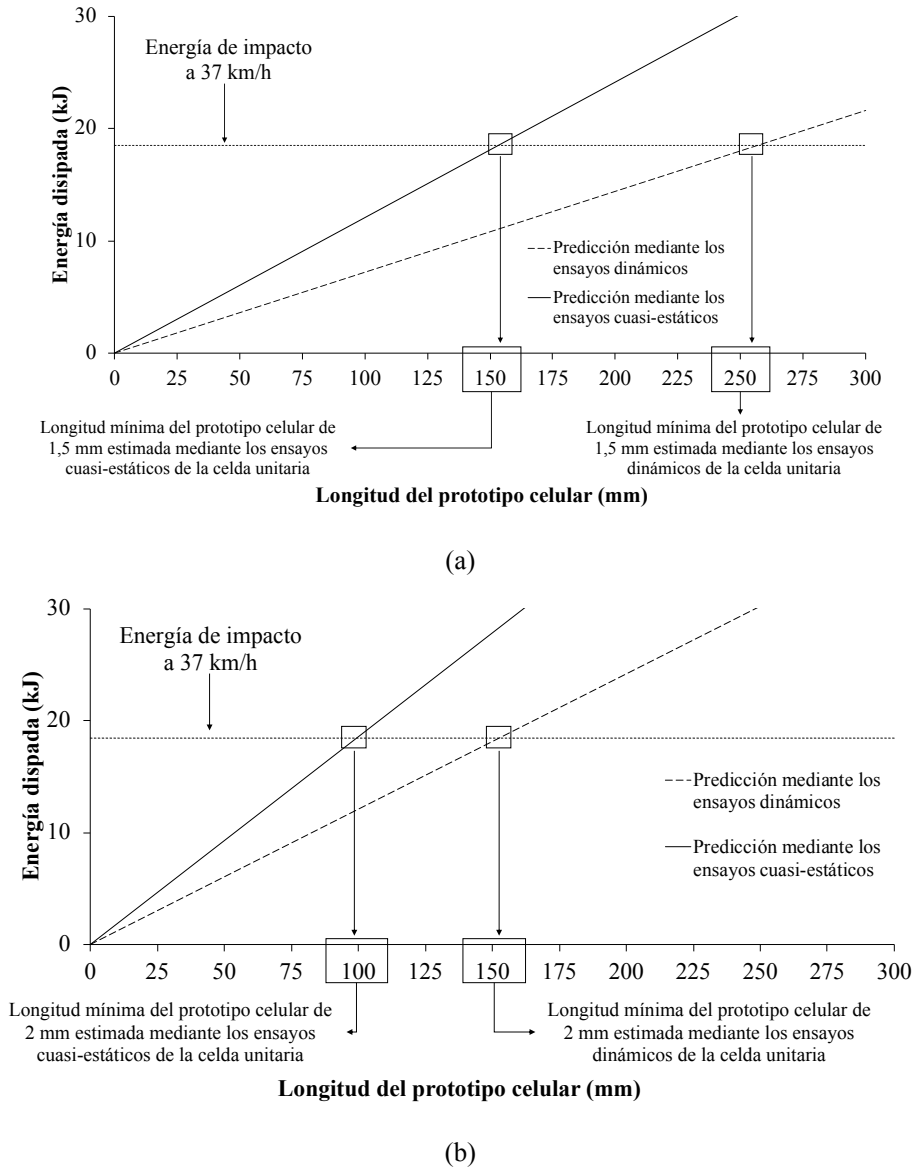 30
Energía de impacto
a 37 km/h
20
10
0
Energía disipada (kJ)
Predicción mediante los
ensayos dinámicos
Predicción mediante los
ensayos cuasi-estáticos
0 25 50 75 100 125 150 175 200 225 250 275 300
Longitud mínima del prototipo celular de
1,5 mm estimada mediante los ensayos
cuasi-estáticos de la celda unitaria
Longitud mínima del prototipo celular de
1,5 mm estimada mediante los ensayos
dinámicos de la celda unitaria
Longitud del prototipo celular (mm)
(a)
30
Energía de impacto
a 37 km/h
20
10
0
Energía dispada (kJ)
Predicción mediante los
ensayos dinámicos
Predicción mediante los
ensayos cuasi-estáticos
0 25 50 75 100 125 150 175 200 225 250 275 300
Longitud mínima del prototipo celular de
2 mm estimada mediante los ensayos
cuasi-estáticos de la celda unitaria
Longitud mínima del prototipo celular de
2 mm estimada mediante los ensayos
dinámicos de la celda unitaria
Longitud del prototipo celular (mm)
(b)